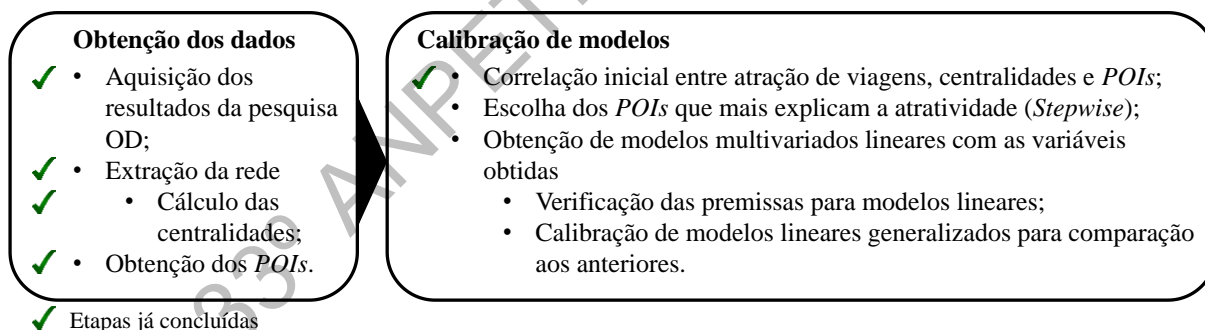 Obtenção dos dados
• Aquisição dos
resultados da pesquisa
OD;
• Extração da rede
• Cálculo das
centralidades;
• Obtenção dos POIs.
Calibração de modelos
• Correlação inicial entre atração de viagens, centralidades e POIs;
• Escolha dos POIs que mais explicam a atratividade (Stepwise);
• Obtenção de modelos multivariados lineares com as variáveis
obtidas
• Verificação das premissas para modelos lineares;
• Calibração de modelos lineares generalizados para comparação
aos anteriores.
Etapas já concluídas
33º ANPET